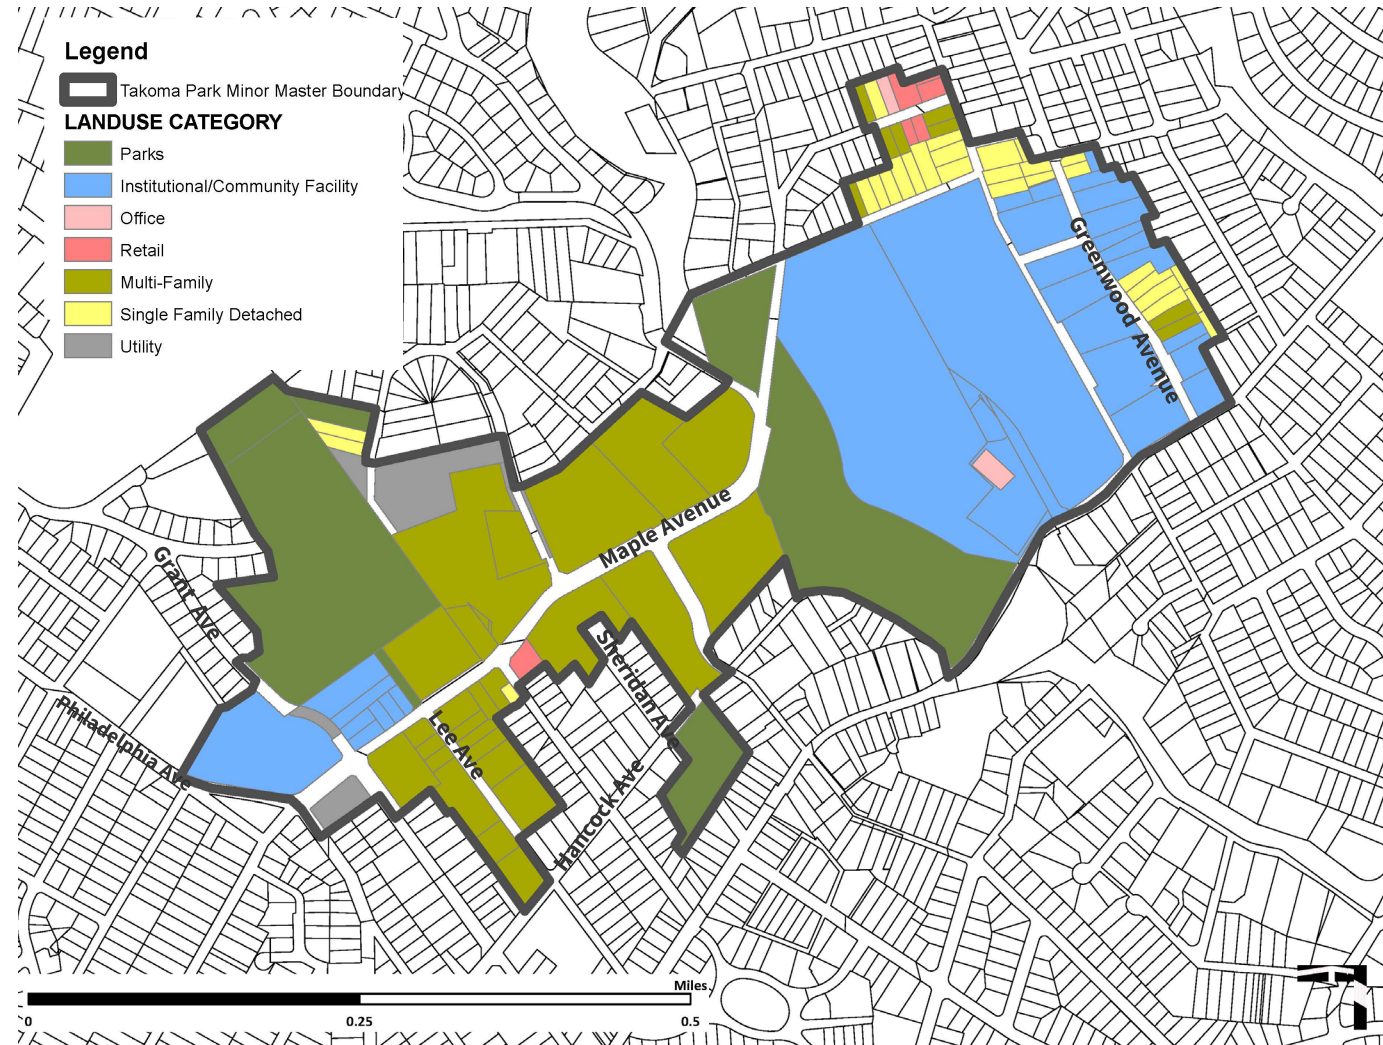 Legend
Takoma Park Minor Master Boundary
LANDUSE CATEGORY
Parks
Institutional/Community Facility
Office
Retail
Multi-Family
Single Family Detached
Utility
Greenwood Avenue
Maple Avenue
Grant Ave
Sheridan Ave
Philadelphia Ave
Lee Ave
Hancock Ave
Miles
0
0.25
0.5